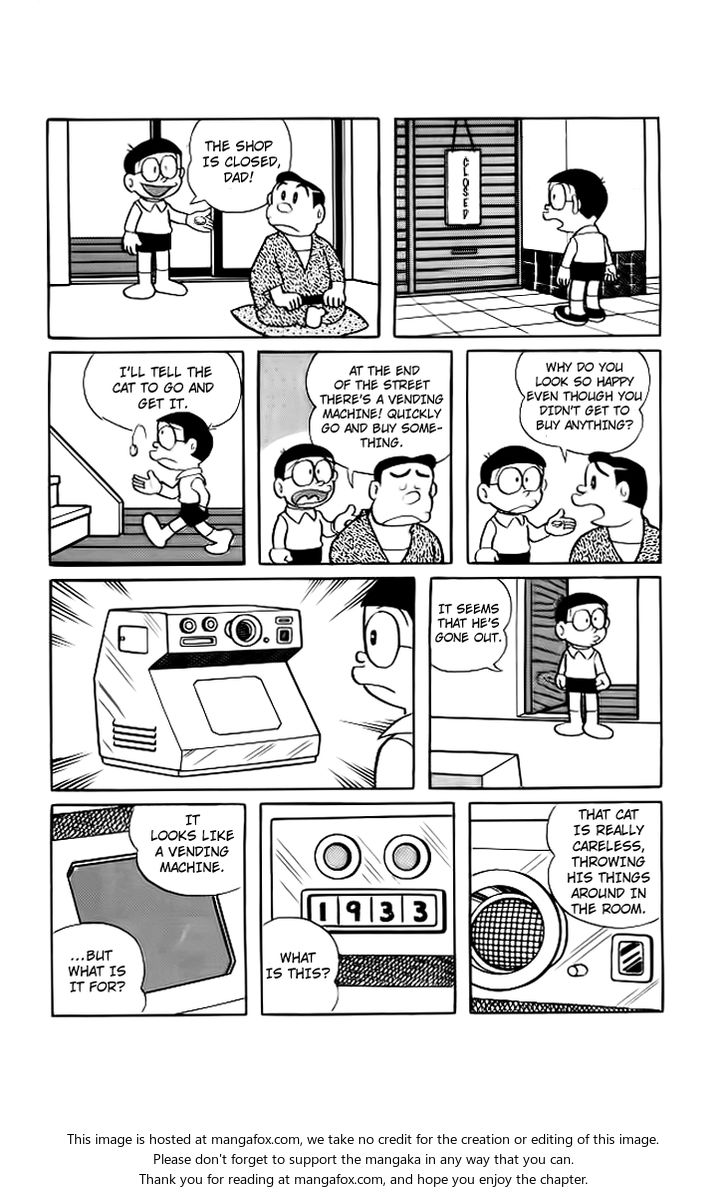 CLOSED
THE SHOP
IS CLOSED,
DAD!
WHY DO YOU
LOOK SO HAPPY
EVEN THOUGH YOU
DIDN'T GET TO
BUY ANYTHING?
AT THE END
OF THE STREET
THERE'S A VENDING
MACHINE! QUICKLY
GO AND BUY SOME-
THING.
I'LL TELL THE
CAT TO GO AND
GET IT.
IT SEEMS
THAT HE'S
GONE OUT.
THAT CAT
IS REALLY
CARELESS,
THROWING
HIS THINGS
AROUND IN
THE ROOM.
1933
WHAT
IS THIS?
IT
LOOKS LIKE
A VENDING
MACHINE.
...BUT
WHAT IS
IT FOR?
This image is hosted at mangafox.com, we take no credit for the creation or editing of this image.
Please don't forget to support the mangaka in any way that you can.
Thank you for reading at mangafox.com, and hope you enjoy the chapter.